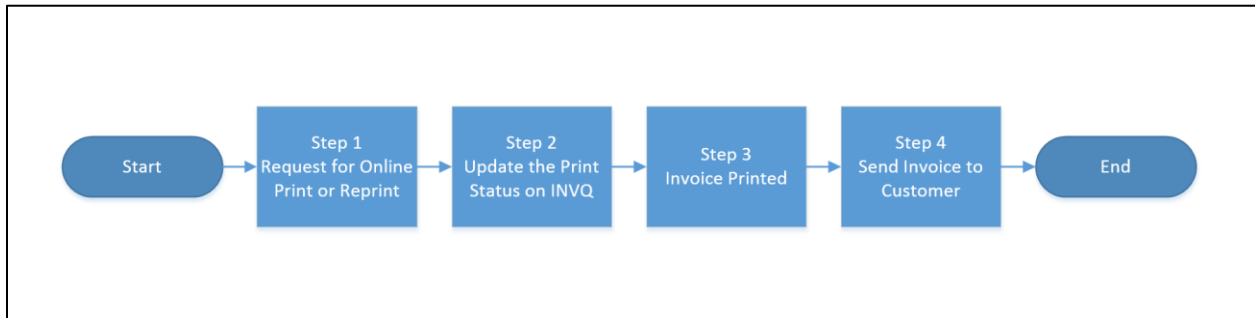 Start
Step 1
Request for Online
Print or Reprint
Step 2
Update the Print
Status on INVQ
Step 3
Invoice Printed
Step 4
Send Invoice to
Customer
End